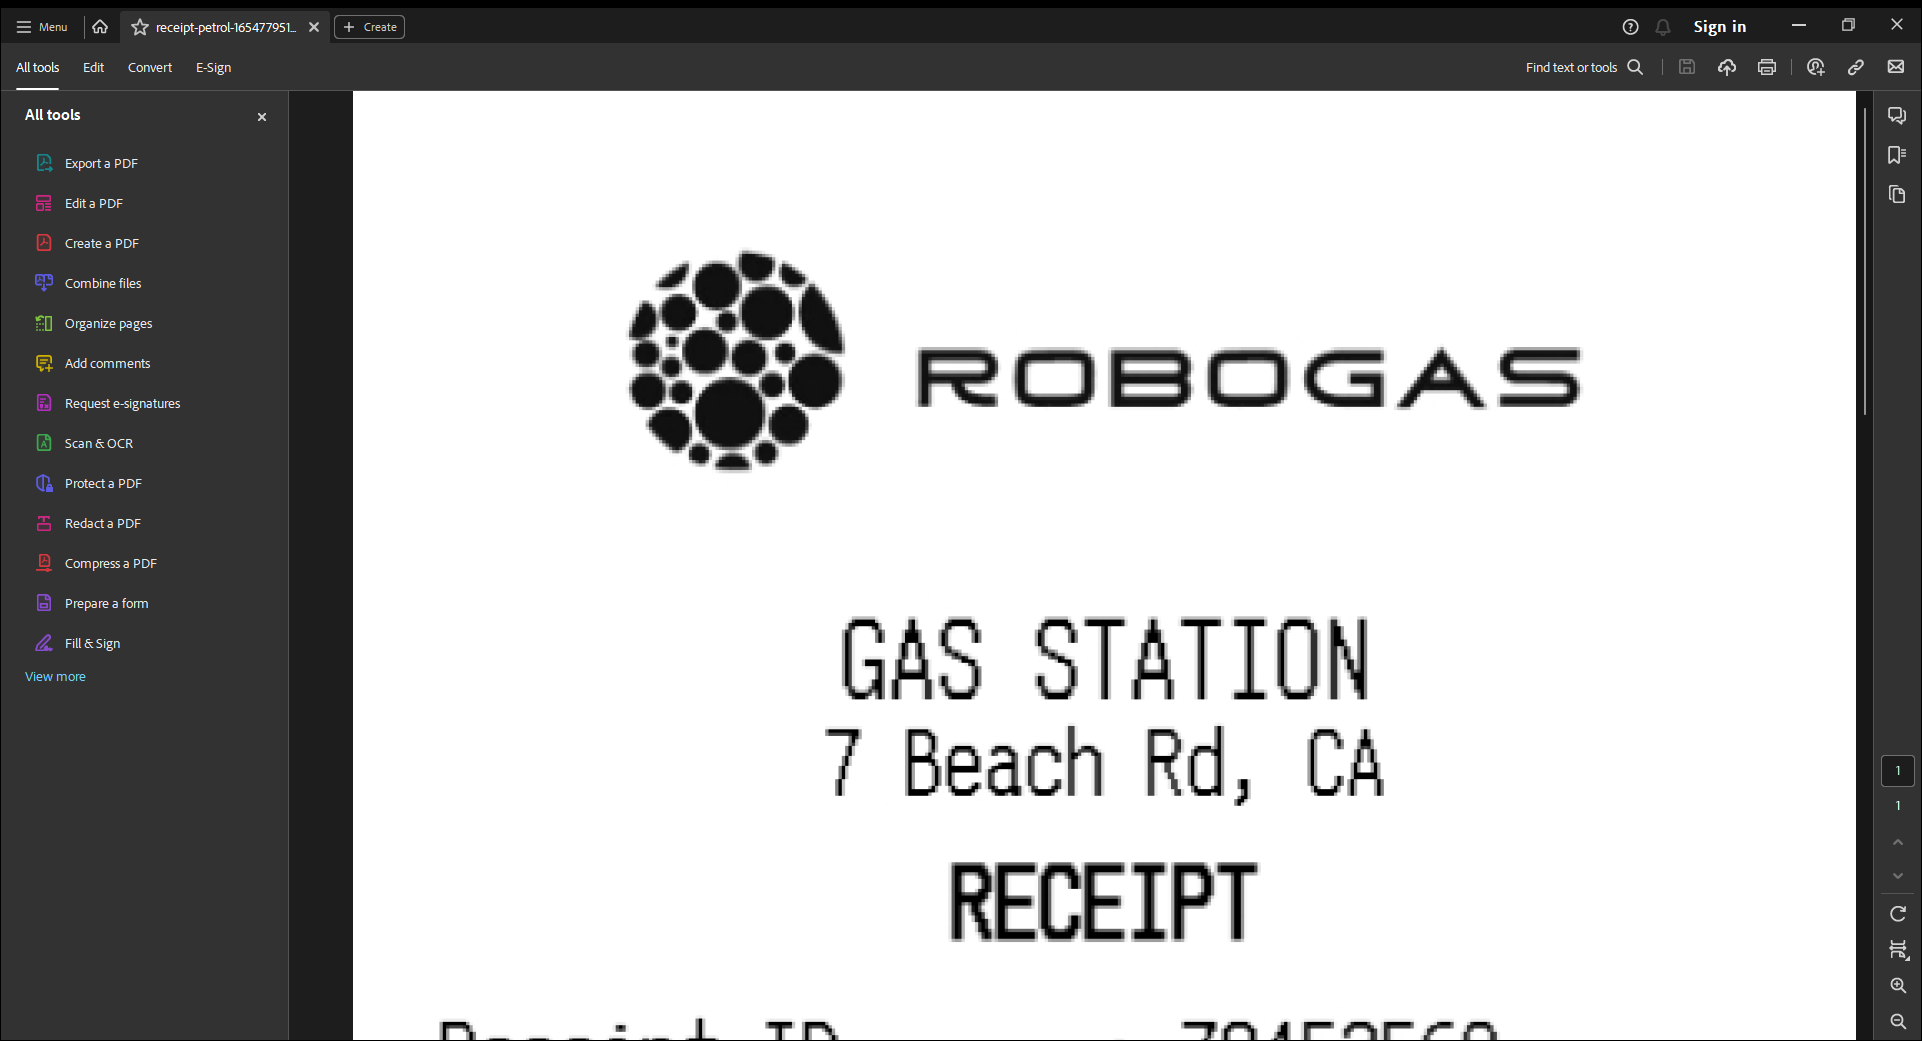 Menu
receipt-petrol-165477951...
Create
Sign in
All tools
Edit
Convert
E-Sign
Find text or tools
All tools
Export a PDF
Edit a PDF
Create a PDF
Combine files
Organize pages
Add comments
Request e-signatures
Scan & OCR
Protect a PDF
Redact a PDF
Compress a PDF
Prepare a form
Fill & Sign
View more
ROBOGAS
GAS STATION
7 Beach Rd, CA
RECEIPT
Receipt ID
1
1